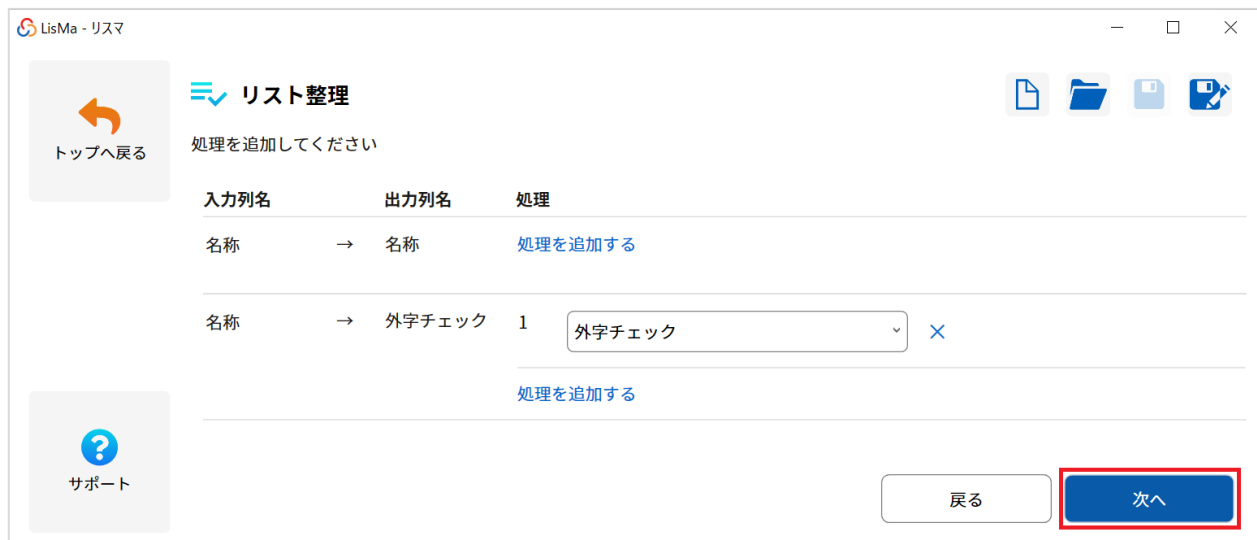 LisMa - リスマ
トップへ戻る
リスト整理
処理を追加してください
入力列名 出力列名 処理
名称 → 名称 処理を追加する
名称 → 外字チェック 1 外字チェック
処理を追加する
サポート
戻る 次へ